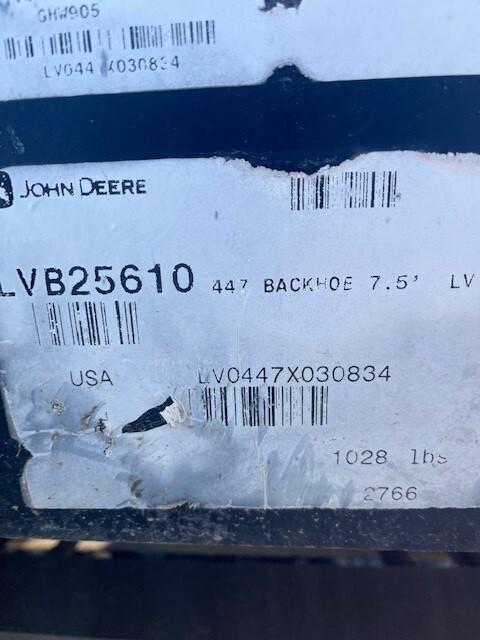 GHW905
LV044 X030834
JOHN DEERE
LVB25610 447 BACKHOE 7.5' LV
USA LV0447X030834
1028 lbs
2766